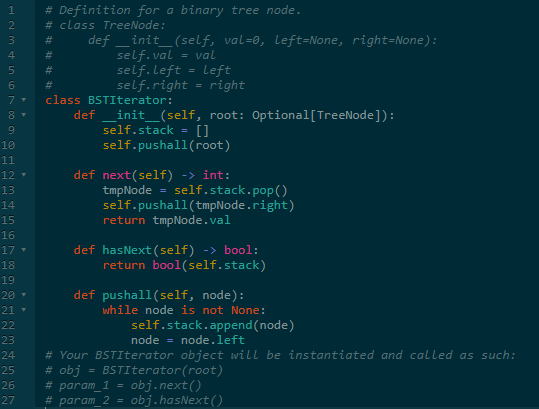 1 # Definition for a binary tree node.
2 # class TreeNode:
3 #     def __init__(self, val=0, left=None, right=None):
4 #         self.val = val
5 #         self.left = left
6 #         self.right = right
7 class BSTIterator:
8     def __init__(self, root: Optional[TreeNode]):
9         self.stack = []
10         self.pushall(root)
11
12     def next(self) -> int:
13         tmpNode = self.stack.pop()
14         self.pushall(tmpNode.right)
15         return tmpNode.val
16
17     def hasNext(self) -> bool:
18         return bool(self.stack)
19
20     def pushall(self, node):
21         while node is not None:
22             self.stack.append(node)
23             node = node.left
24 # Your BSTIterator object will be instantiated and called as such:
25 # obj = BSTIterator(root)
26 # param_1 = obj.next()
27 # param_2 = obj.hasNext()